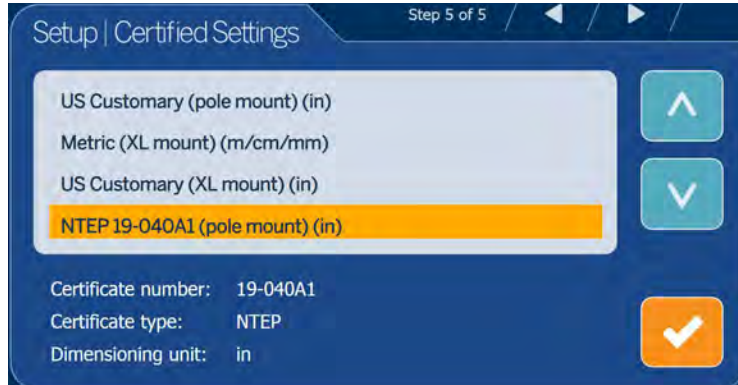 Setup | Certified Settings
Step 5 of 5
US Customary (pole mount) (in)
Metric (XL mount) (m/cm/mm)
US Customary (XL mount) (in)
NTEP 19-040A1 (pole mount) (in)
Certificate number: 19-040A1
Certificate type: NTEP
Dimensioning unit: in